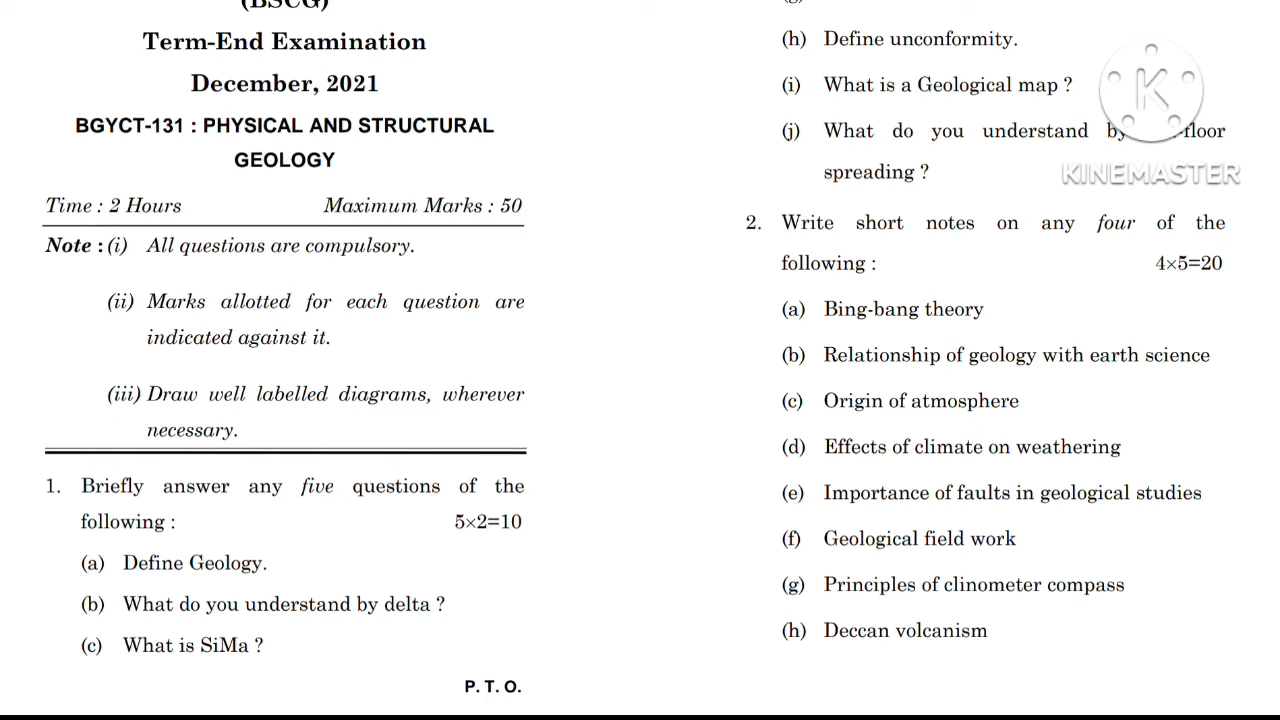 (BSCG)
Term-End Examination
December, 2021
BGYCT-131 : PHYSICAL AND STRUCTURAL
GEOLOGY
Time : 2 Hours Maximum Marks : 50
Note : (i) All questions are compulsory.
(ii) Marks allotted for each question are
indicated against it.
(iii) Draw well labelled diagrams, wherever
necessary.
1. Briefly answer any five questions of the
following : 5×2=10
(a) Define Geology.
(b) What do you understand by delta ?
(c) What is SiMa ?
P. T. O.
(h) Define unconformity.
(i) What is a Geological map ?
(j) What do you understand by floor
spreading ?
K
KINEMASTER
2. Write short notes on any four of the
following : 4×5=20
(a) Bing-bang theory
(b) Relationship of geology with earth science
(c) Origin of atmosphere
(d) Effects of climate on weathering
(e) Importance of faults in geological studies
(f) Geological field work
(g) Principles of clinometer compass
(h) Deccan volcanism